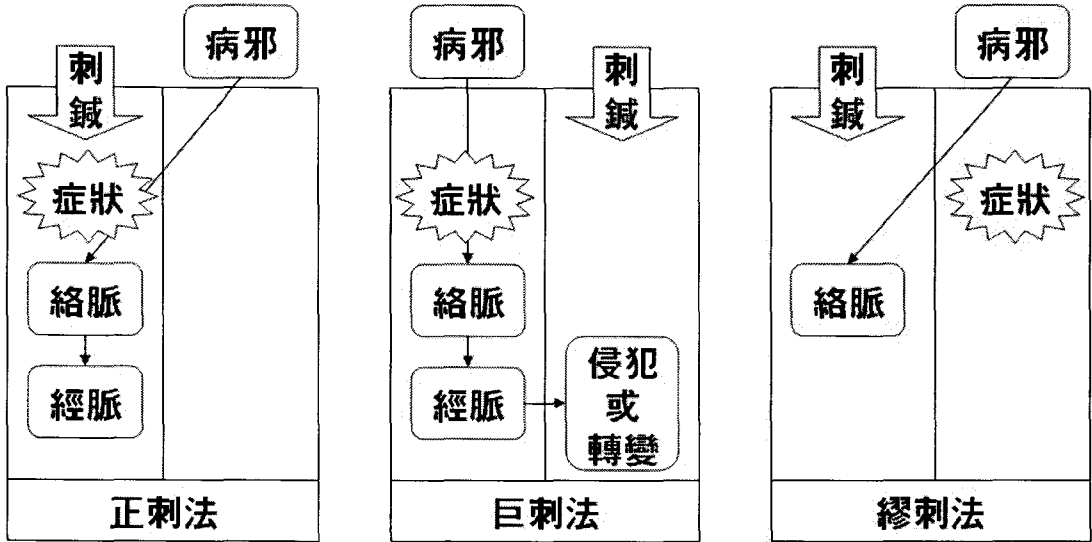 病邪
刺
鍼
症狀
絡脈
經脈
正刺法
病邪
刺
鍼
症狀
絡脈
經脈
侵犯
或
轉變
巨刺法
病邪
刺
鍼
症狀
絡脈
繆刺法